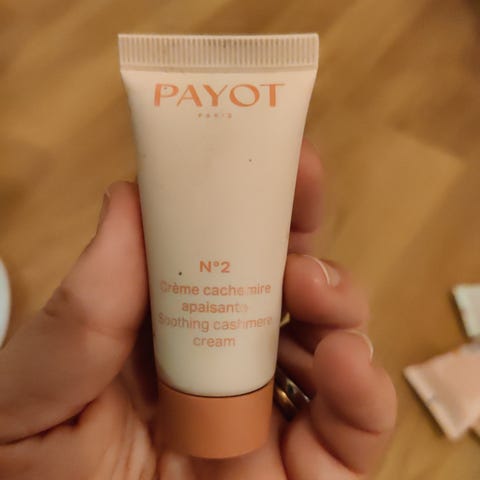 PAYOT
PARIS
N°2
Crème cachemire
apaisante
Soothing cashmere
cream